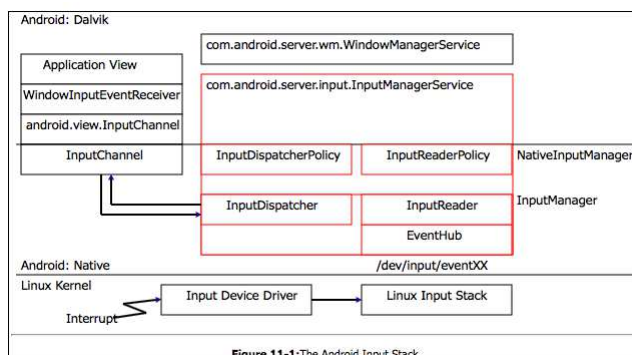 Android: Dalvik
com.android.server.wm.WindowManagerService
Application View
WindowInputEventReceiver
android.view.InputChannel
com.android.server.input.InputManagerService
InputChannel
InputDispatcherPolicy
InputReaderPolicy
NativeInputManager
InputDispatcher
InputReader
InputManager
EventHub
Android: Native
/dev/input/eventXX
Linux Kernel
Input Device Driver
Linux Input Stack
Interrupt
Figure 11-1:The Android Input Stack